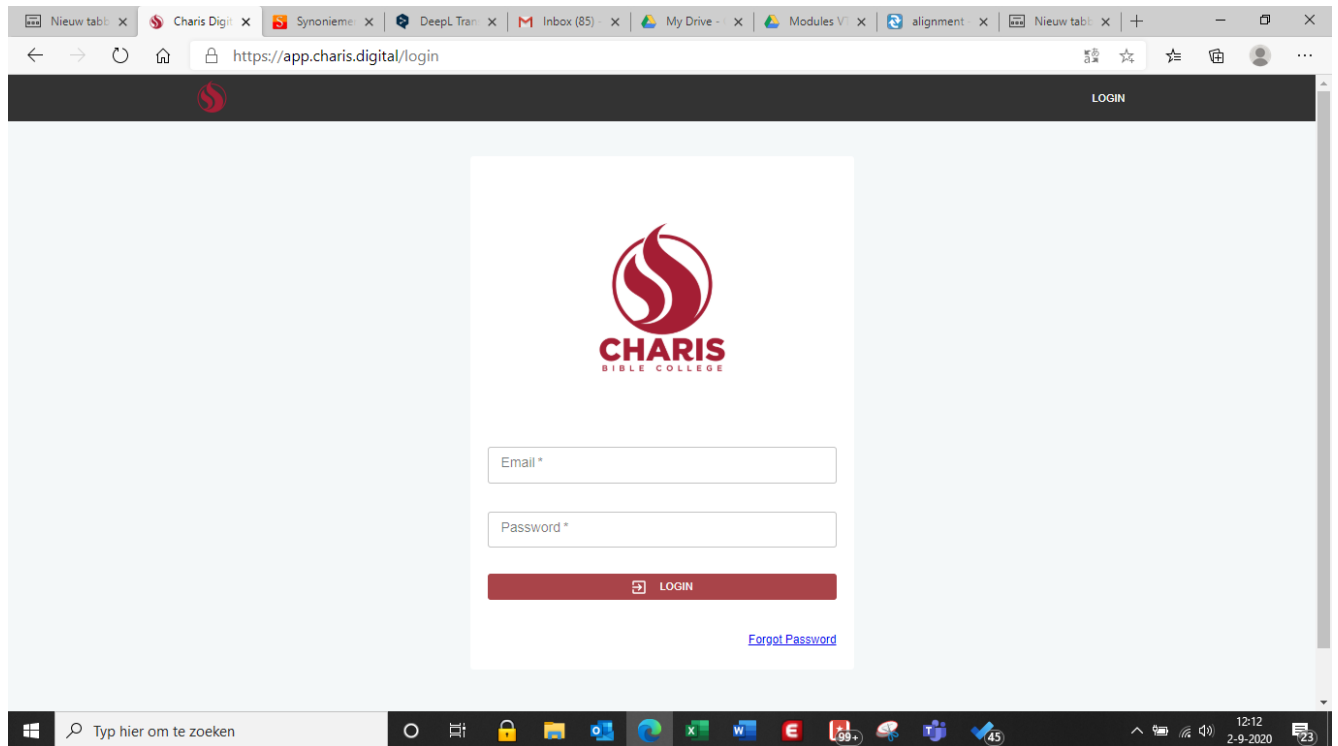 Nieuw tabb
Charis Digit
Synonieme
DeepL Tran
Inbox (85) -
My Drive -
Modules V
alignment -
Nieuw tabb
https://app.charis.digital/login
LOGIN
CHARIS
BIBLE COLLEGE
Email *
Password *
LOGIN
Forgot Password
Typ hier om te zoeken
99+
45
12:12
2-9-2020
23